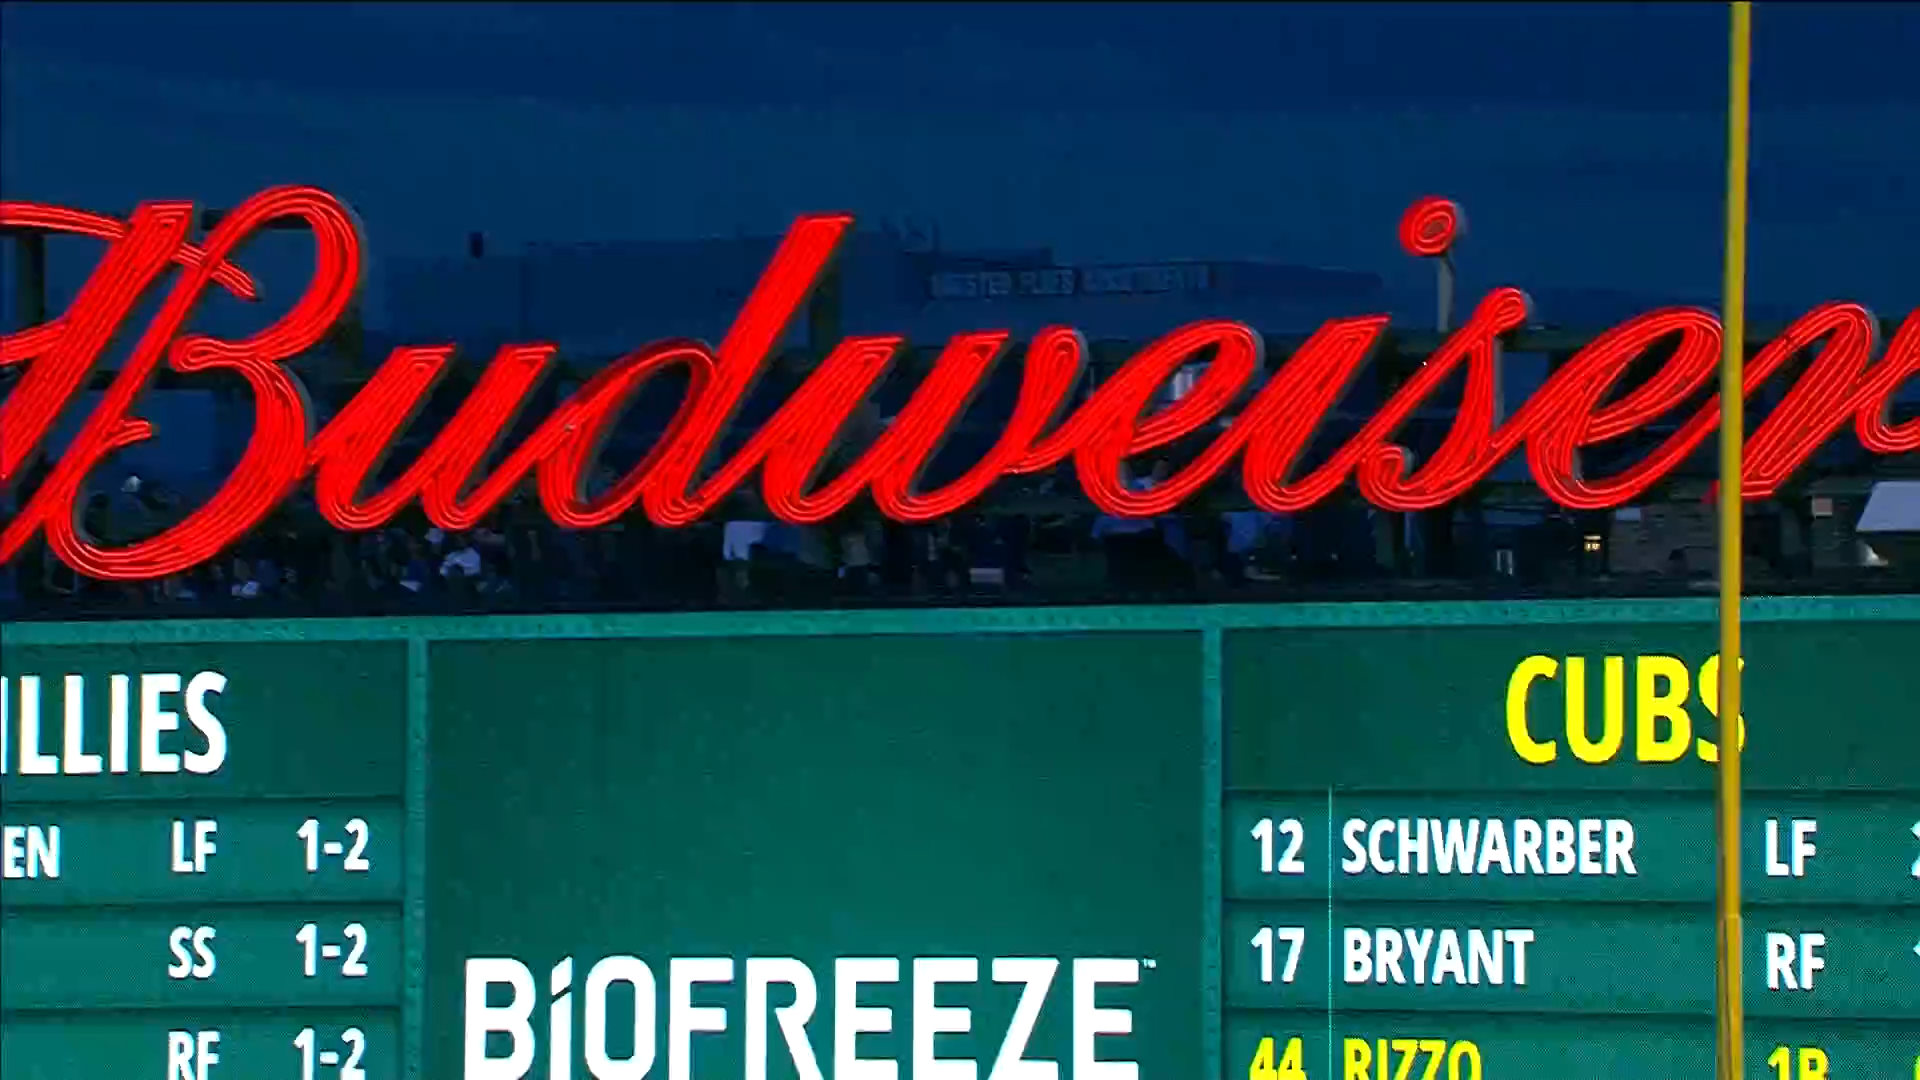 Budweiser
ILLIES
CUBS
EN LF 1-2
12 SCHWARBER LF
SS 1-2
17 BRYANT RF
RF 1-2
BIOFREEZE™
44 RIZZO 1B